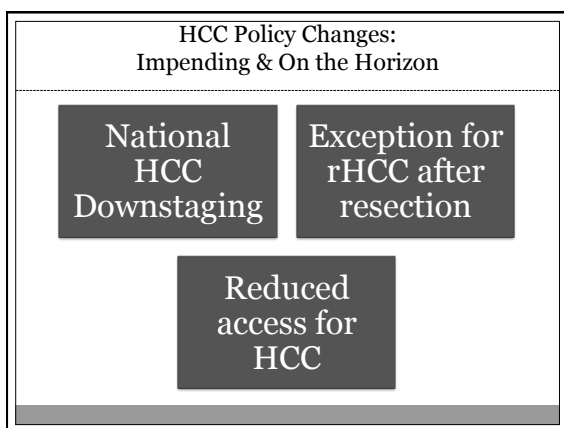 HCC Policy Changes:
Impending & On the Horizon
National
HCC
Downstaging
Exception for
rHCC after
resection
Reduced
access for
HCC